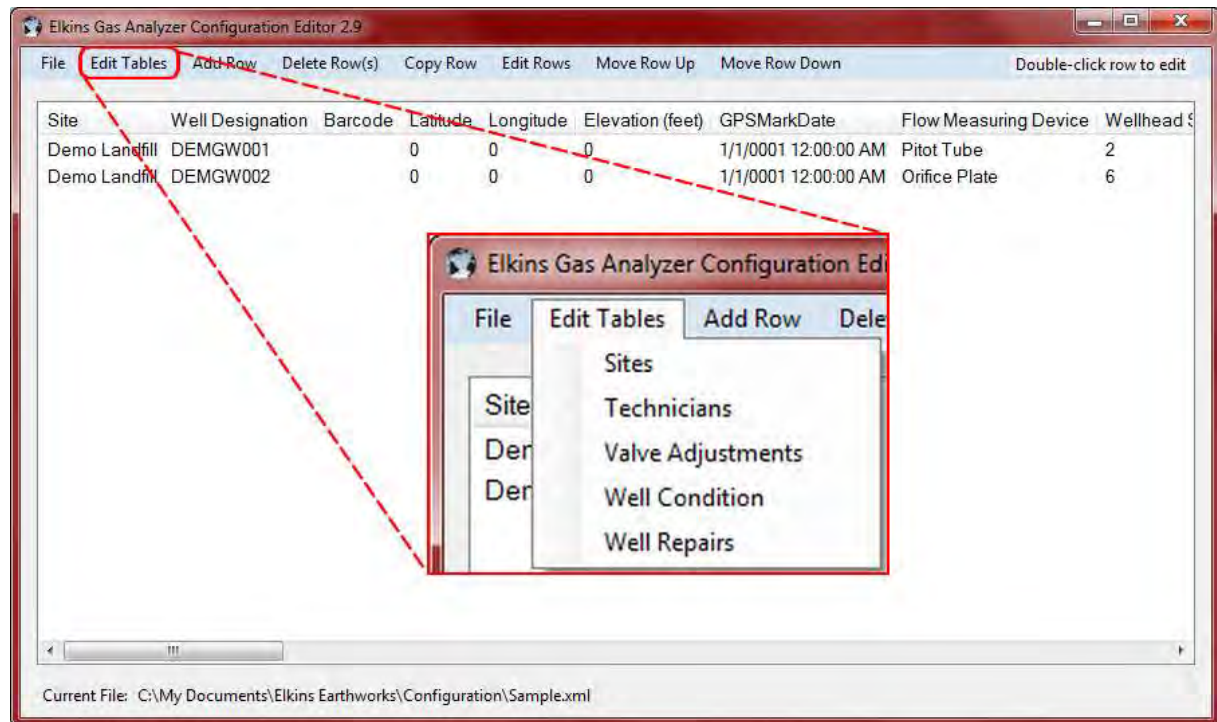 Elkins Gas Analyzer Configuration Editor 2.9
File Edit Tables Add Row Delete Row(s) Copy Row Edit Rows Move Row Up Move Row Down Double-click row to edit
Site Well Designation Barcode Latitude Longitude Elevation (feet) GPSMarkDate Flow Measuring Device Wellhead S
Demo Landfill DEMGW001 0 0 0 1/1/0001 12:00:00 AM Pitot Tube 2
Demo Landfill DEMGW002 0 0 0 1/1/0001 12:00:00 AM Orifice Plate 6
Elkins Gas Analyzer Configuration Edi
File Edit Tables Add Row Dele
Sites
Site
Technicians
Der
Valve Adjustments
Der
Well Condition
Well Repairs
Current File: C:\My Documents\Elkins Earthworks\Configuration\Sample.xml